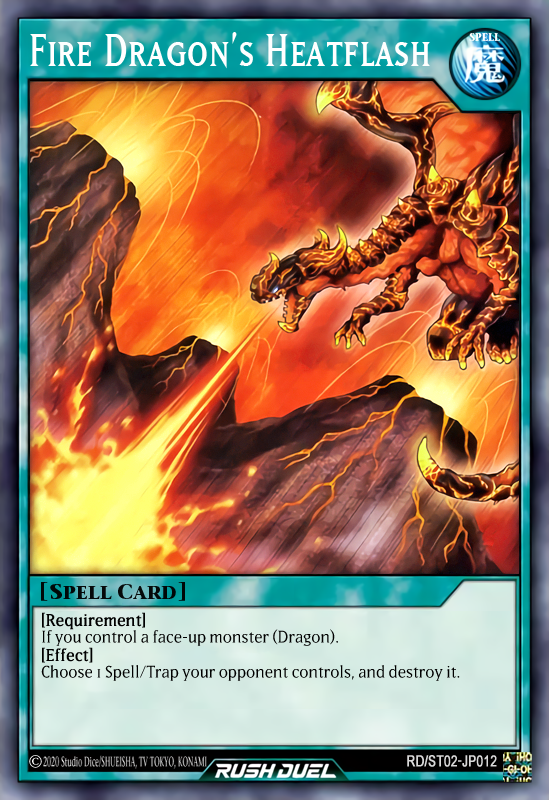 FIRE DRAGON'S HEATFLASH
SPELL
魔
[SPELL CARD]
[Requirement]
If you control a face-up monster (Dragon).
[Effect]
Choose 1 Spell/Trap your opponent controls, and destroy it.
©2020 Studio Dice/SHUEISHA, TV TOKYO, KONAMI
RUSH DUEL
RD/ST02-JP012